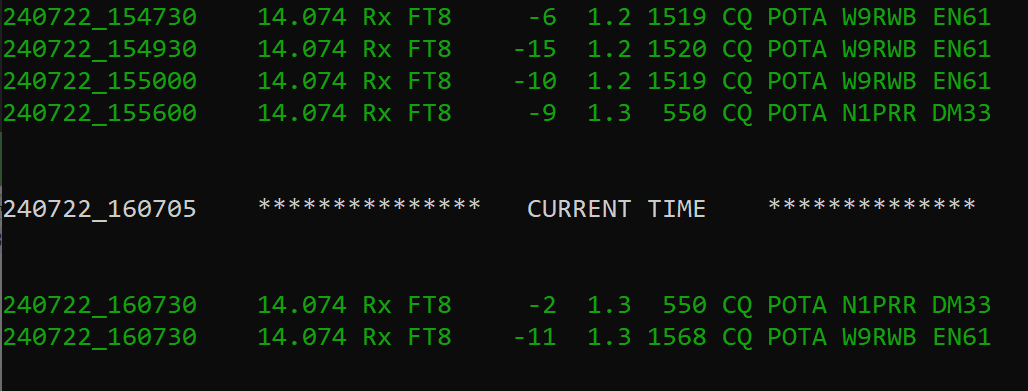 240722_154730    14.074 Rx FT8     -6  1.2 1519 CQ POTA W9RWB EN61
240722_154930    14.074 Rx FT8    -15  1.2 1520 CQ POTA W9RWB EN61
240722_155000    14.074 Rx FT8    -10  1.2 1519 CQ POTA W9RWB EN61
240722_155600    14.074 Rx FT8     -9  1.3  550 CQ POTA N1PRR DM33
240722_160705    ***************   CURRENT TIME    **************
240722_160730    14.074 Rx FT8     -2  1.3  550 CQ POTA N1PRR DM33
240722_160730    14.074 Rx FT8    -11  1.3 1568 CQ POTA W9RWB EN61